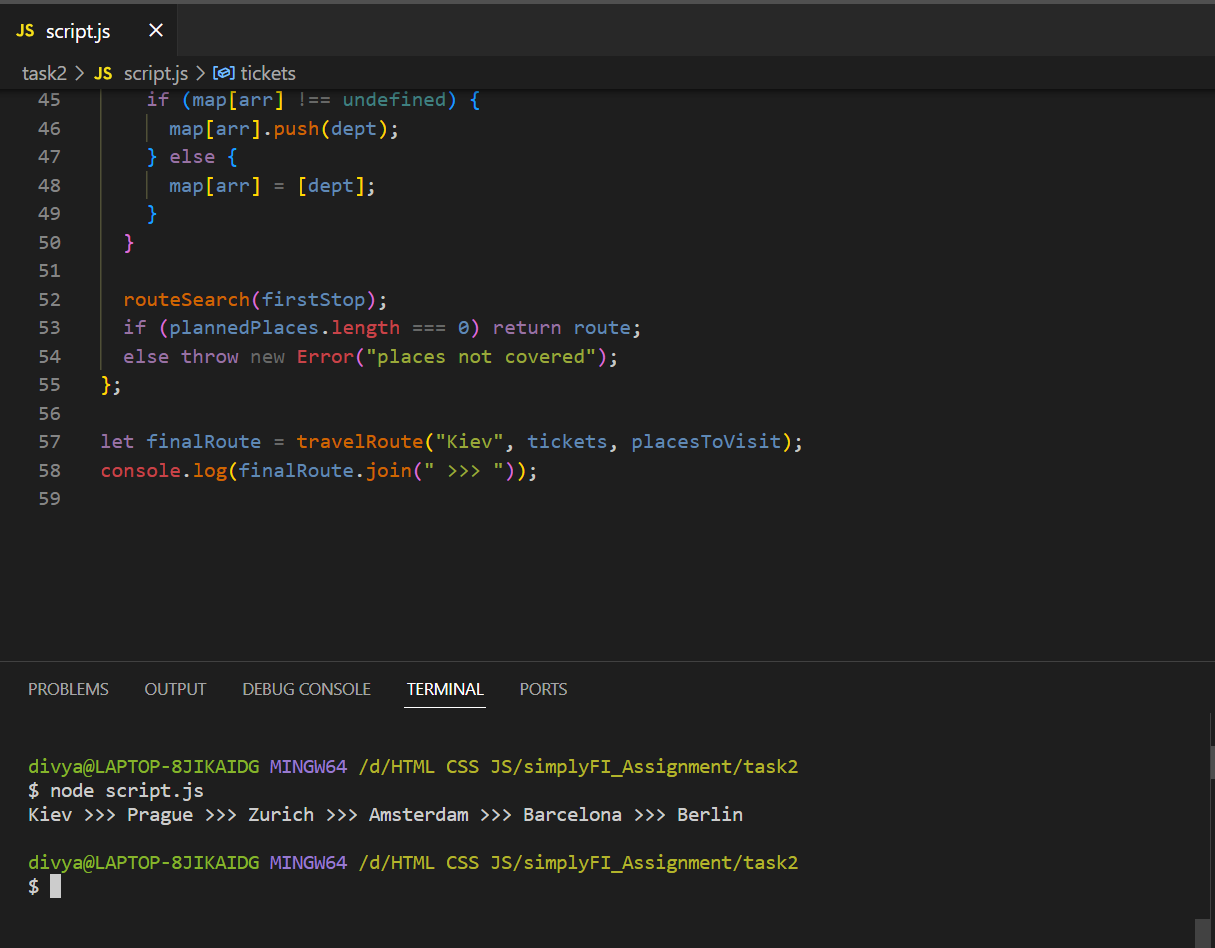 JS script.js ×
task2 > JS script.js > tickets
45 if (map[arr] !== undefined) {
46 map[arr].push(dept);
47 } else {
48 map[arr] = [dept];
49 }
50 }
51
52 routeSearch(firstStop);
53 if (plannedPlaces.length === 0) return route;
54 else throw new Error("places not covered");
55 };
56
57 let finalRoute = travelRoute("Kiev", tickets, placesToVisit);
58 console.log(finalRoute.join(" >>> "));
59
PROBLEMS OUTPUT DEBUG CONSOLE TERMINAL PORTS
divya@LAPTOP-8JIKAIDG MINGW64 /d/HTML CSS JS/simplyFI_Assignment/task2
$ node script.js
Kiev >>> Prague >>> Zurich >>> Amsterdam >>> Barcelona >>> Berlin
divya@LAPTOP-8JIKAIDG MINGW64 /d/HTML CSS JS/simplyFI_Assignment/task2
$